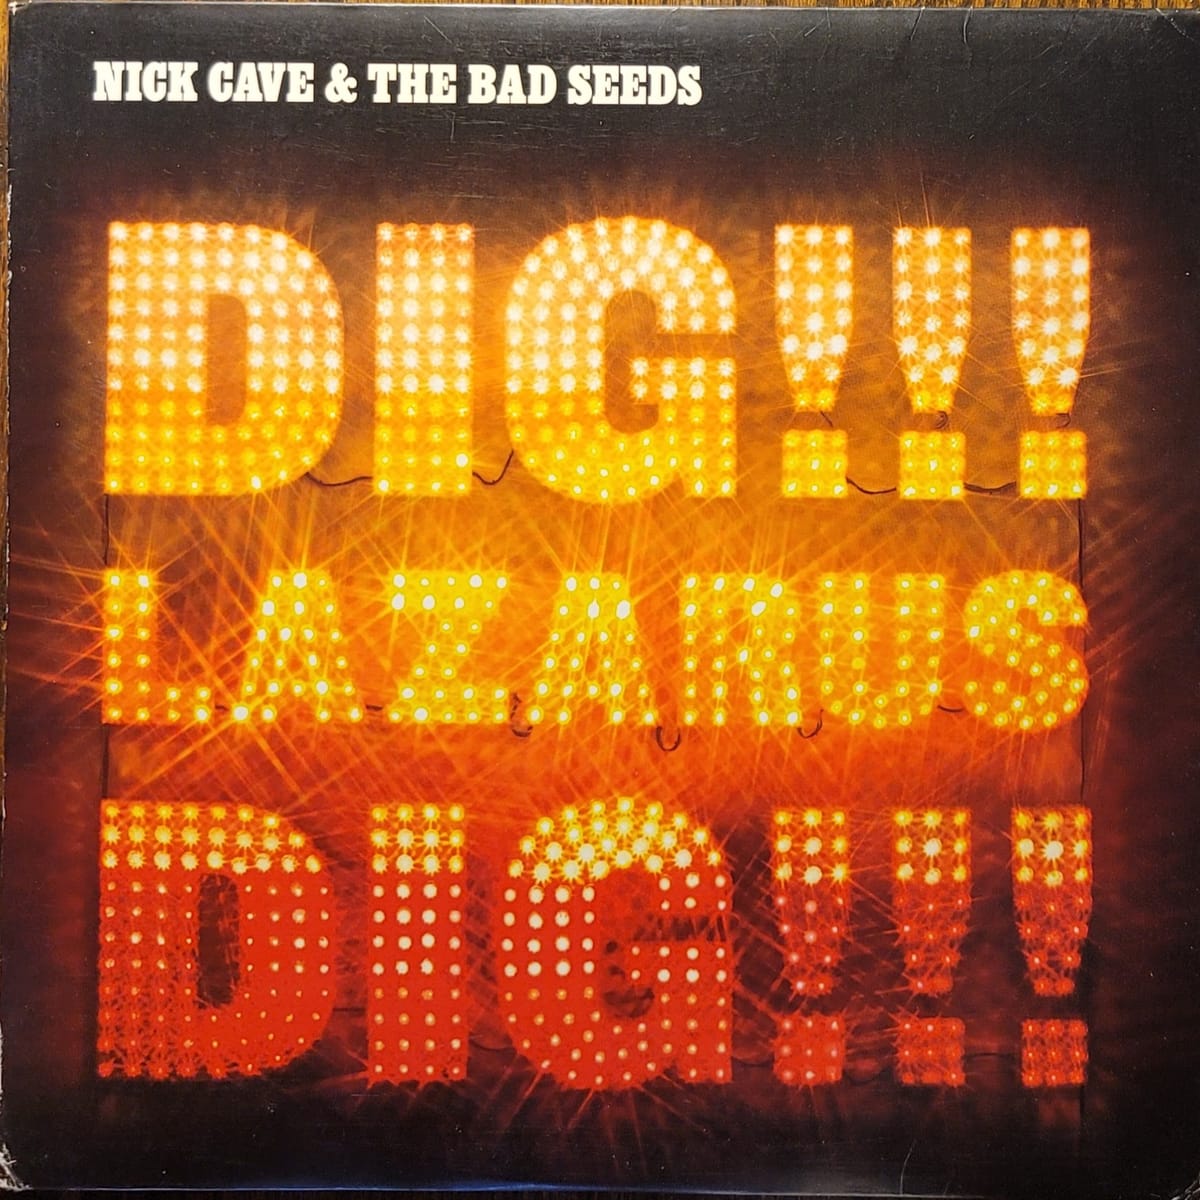 NICK CAVE & THE BAD SEEDS
DIG!!!
LAZARUS
DIG!!!